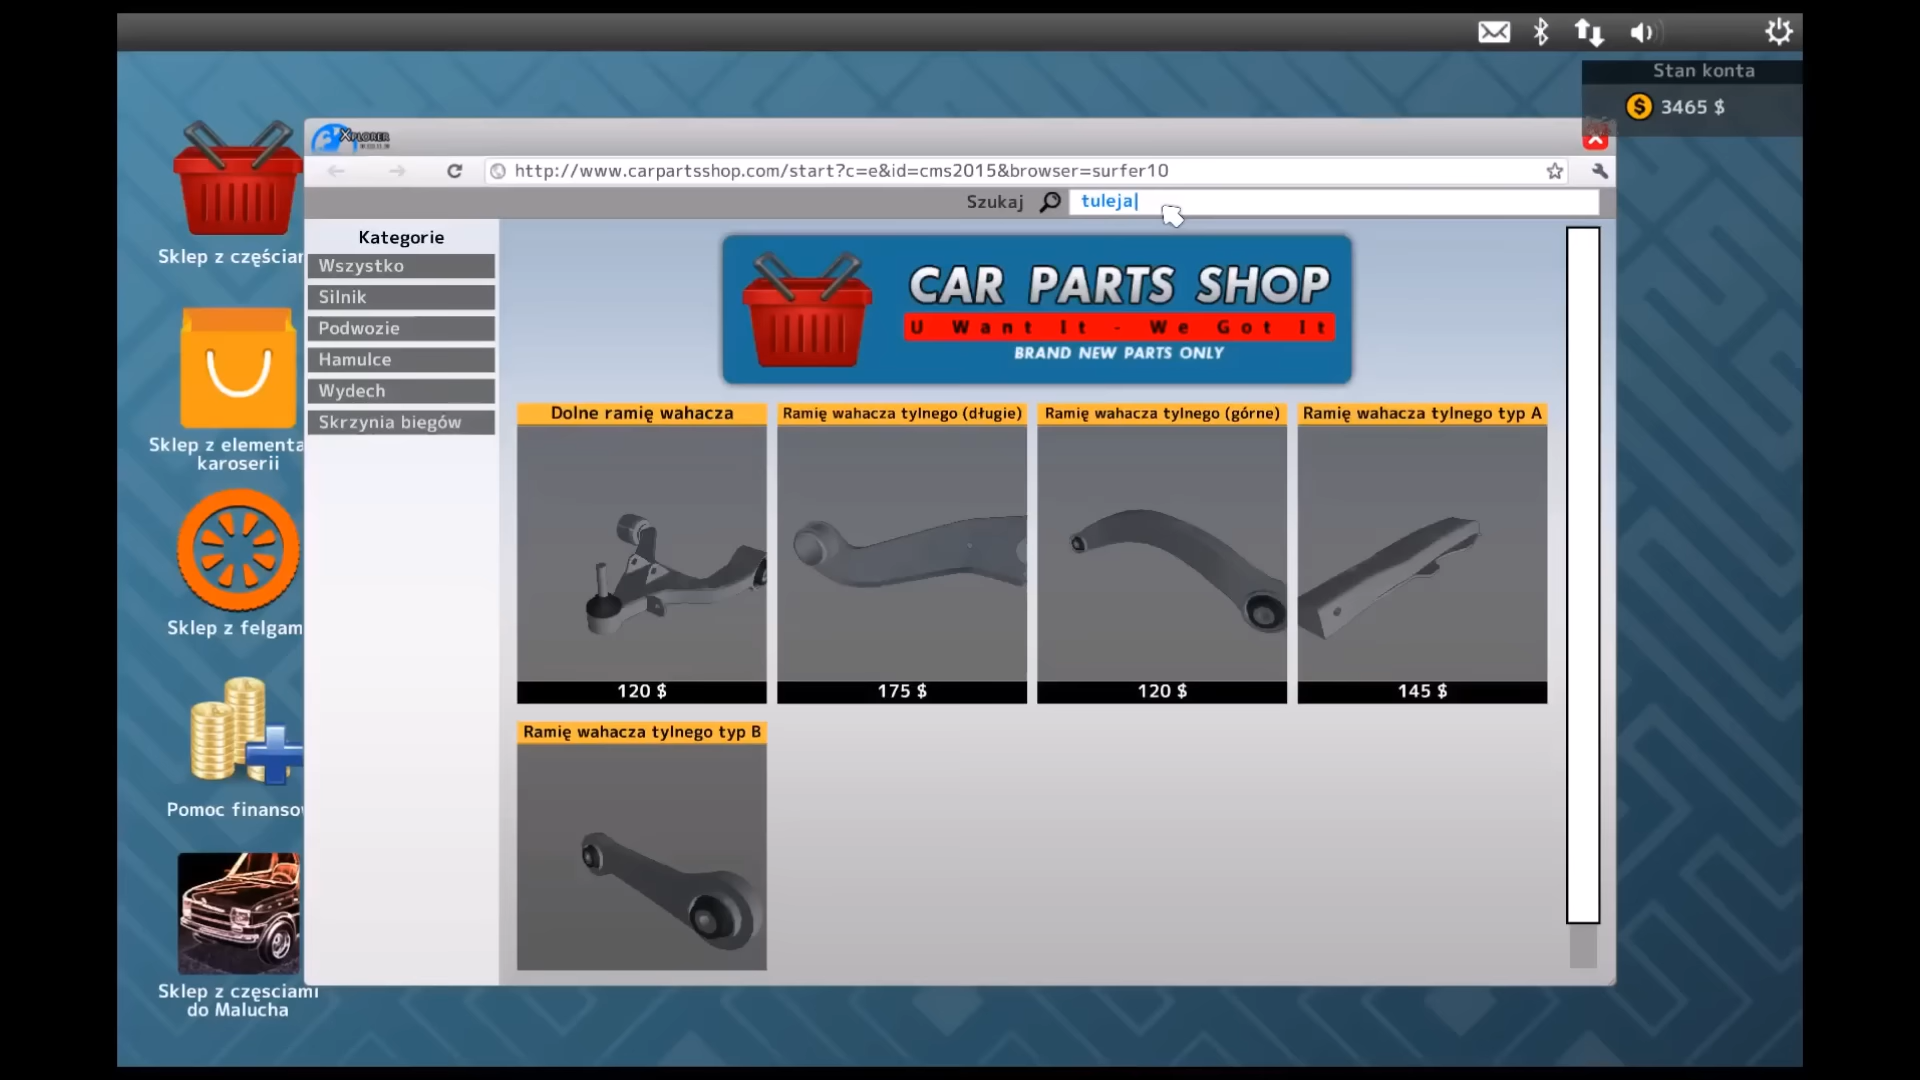 Stan konta
3465 $
XPLORER
http://www.carpartsshop.com/start?c=e&id=cms2015&browser=surfer10
Szukaj
tuleja
Kategorie
Wszystko
Silnik
Podwozie
Hamulce
Wydech
Skrzynia biegów
CAR PARTS SHOP
U Want It - We Got It
BRAND NEW PARTS ONLY
Dolne ramię wahacza
120 $
Ramię wahacza tylnego (długie)
175 $
Ramię wahacza tylnego (górne)
120 $
Ramię wahacza tylnego typ A
145 $
Ramię wahacza tylnego typ B
Sklep z częściam
Sklep z elementa
karoserii
Sklep z felgam
Pomoc finansow
Sklep z częsciami
do Malucha